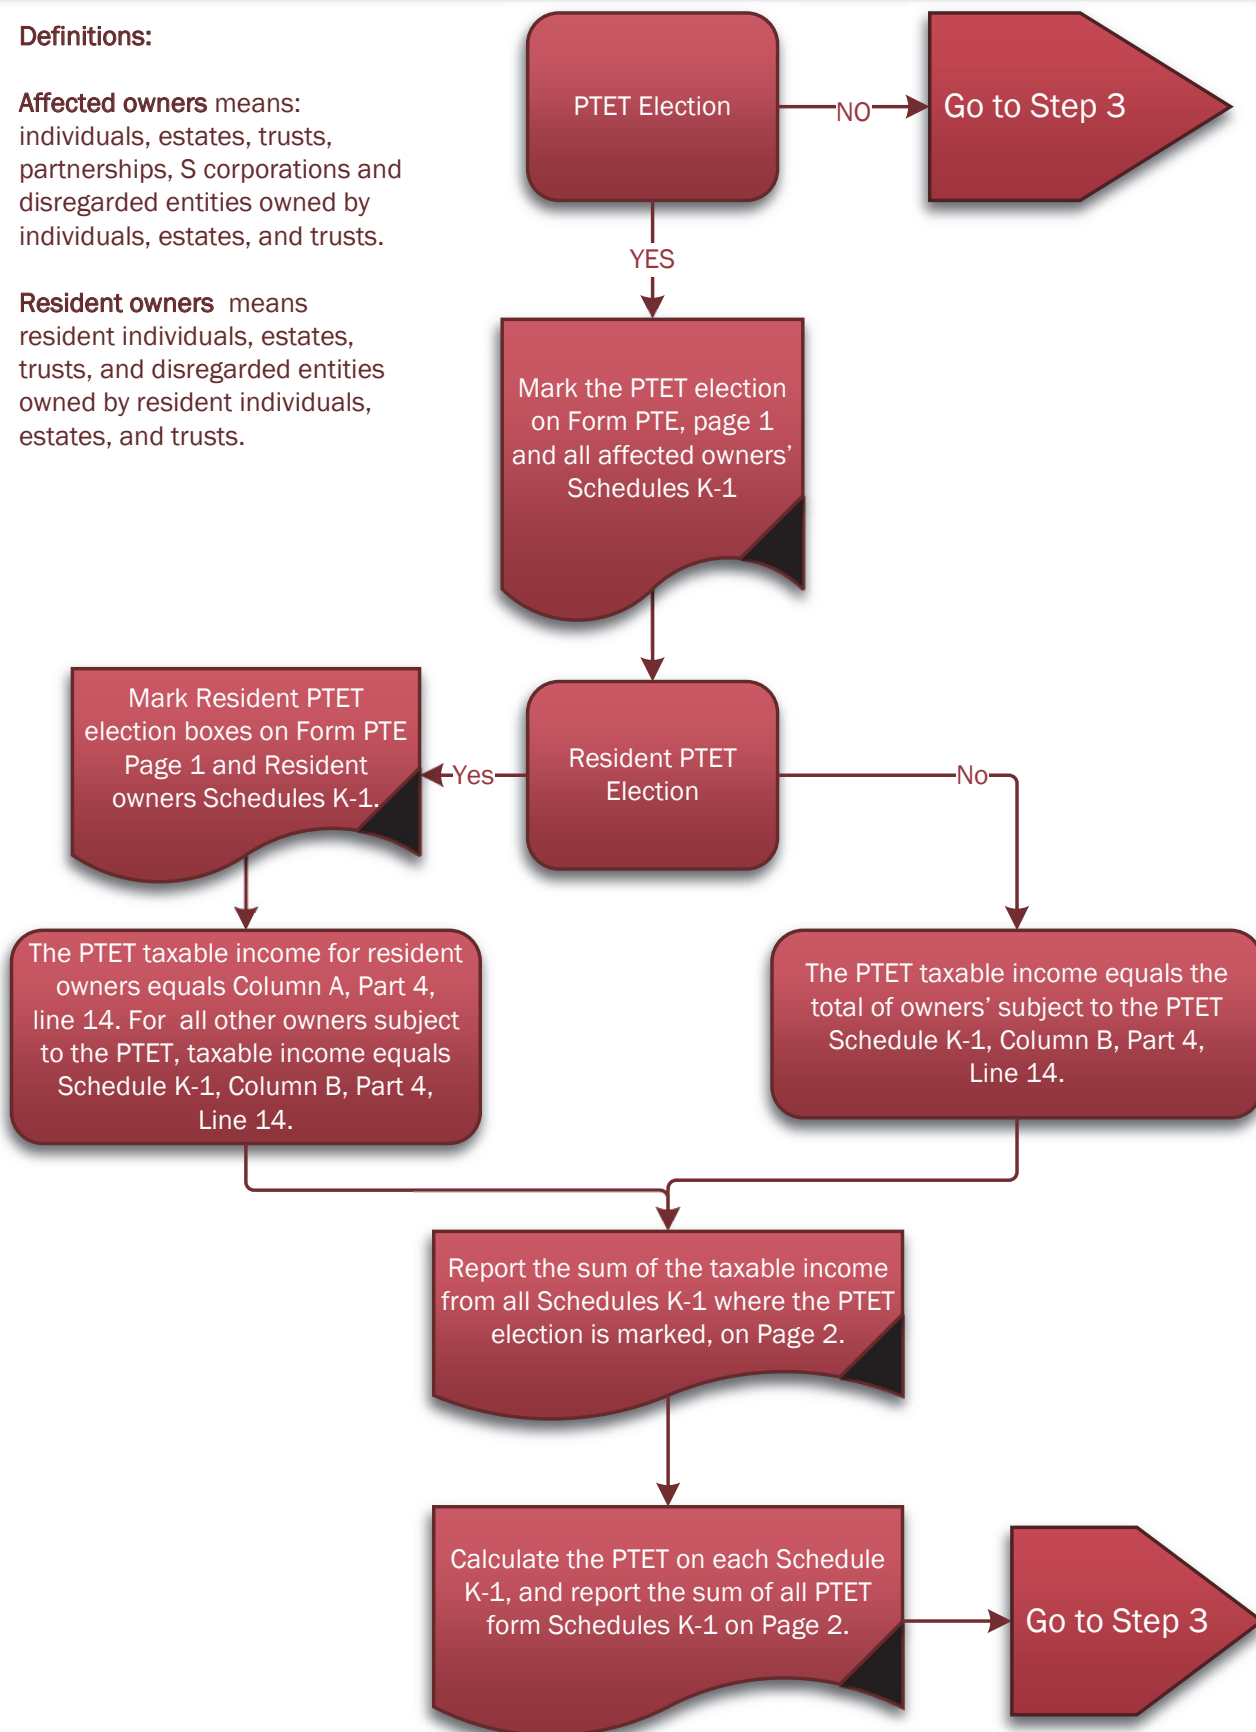 Definitions:
Affected owners means:
individuals, estates, trusts,
partnerships, S corporations and
disregarded entities owned by
individuals, estates, and trusts.
Resident owners means
resident individuals, estates,
trusts, and disregarded entities
owned by resident individuals,
estates, and trusts.
PTET Election
NO
Go to Step 3
YES
Mark the PTET election
on Form PTE, page 1
and all affected owners’
Schedules K-1
Resident PTET
Election
Yes
No
Mark Resident PTET
election boxes on Form PTE
Page 1 and Resident
owners Schedules K-1.
The PTET taxable income for resident
owners equals Column A, Part 4,
line 14. For all other owners subject
to the PTET, taxable income equals
Schedule K-1, Column B, Part 4,
Line 14.
The PTET taxable income equals the
total of owners’ subject to the PTET
Schedule K-1, Column B, Part 4,
Line 14.
Report the sum of the taxable income
from all Schedules K-1 where the PTET
election is marked, on Page 2.
Calculate the PTET on each Schedule
K-1, and report the sum of all PTET
form Schedules K-1 on Page 2.
Go to Step 3